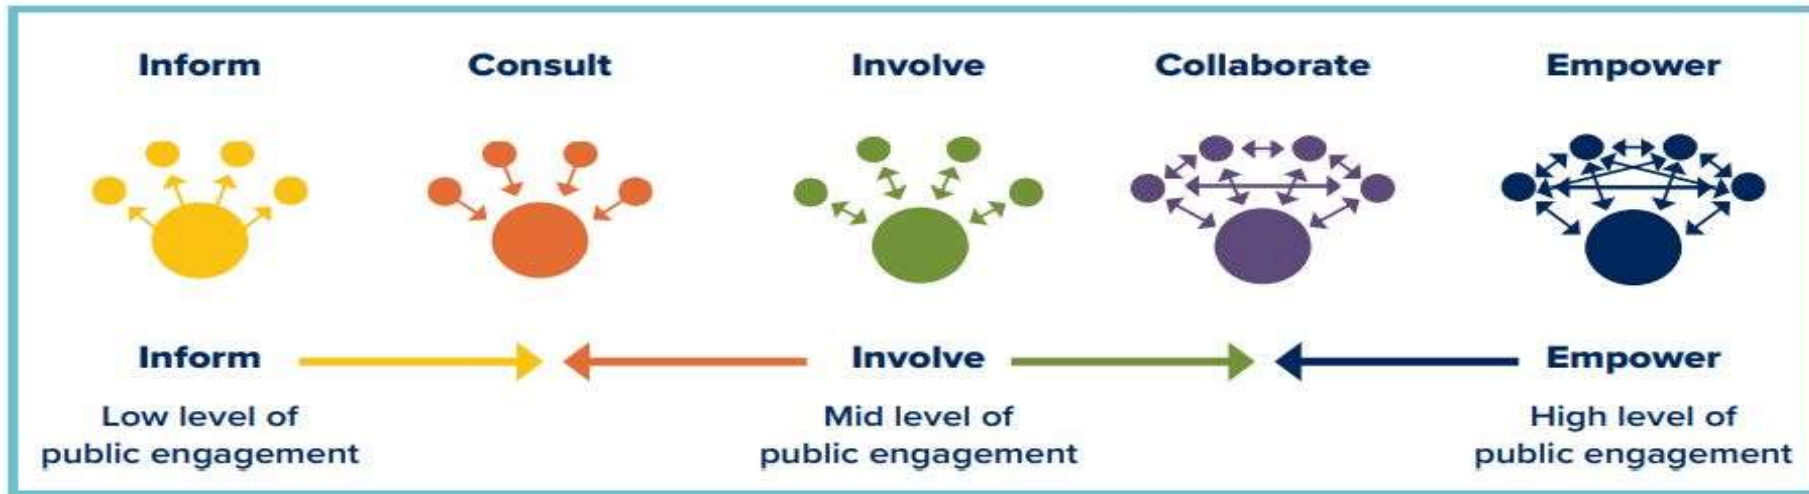 Inform Consult Involve Collaborate Empower
Inform Involve Empower
Low level of Mid level of High level of
public engagement public engagement public engagement